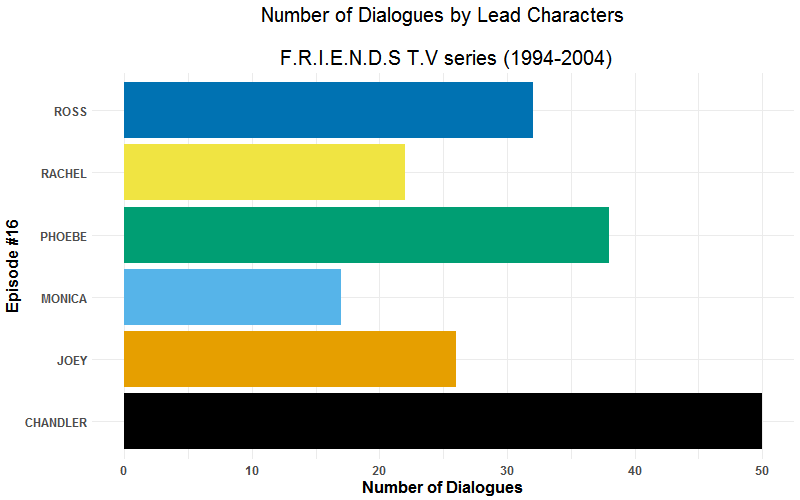 Number of Dialogues by Lead Characters
F.R.I.E.N.D.S T.V series (1994-2004)
Episode #16
ROSS
RACHEL
PHOEBE
MONICA
JOEY
CHANDLER
0 10 20 30 40 50
Number of Dialogues